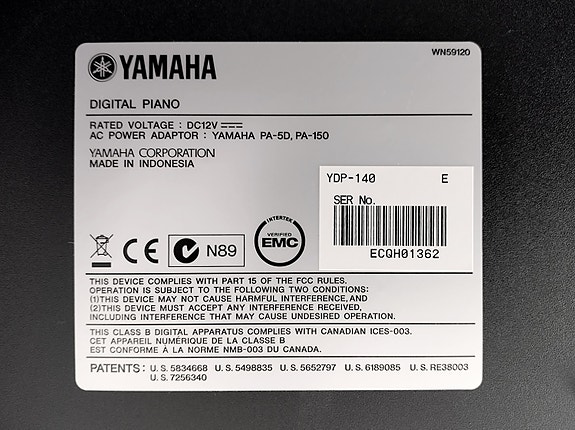 WN59120
YAMAHA
DIGITAL PIANO
RATED VOLTAGE : DC12V
AC POWER ADAPTOR : YAMAHA PA-5D, PA-150
YAMAHA CORPORATION
MADE IN INDONESIA
YDP-140 E
SER No.
ECQH01362
CE
N89
INTERTEK
VERIFIED
EMC
THIS DEVICE COMPLIES WITH PART 15 OF THE FCC RULES.
OPERATION IS SUBJECT TO THE FOLLOWING TWO CONDITIONS:
(1)THIS DEVICE MAY NOT CAUSE HARMFUL INTERFERENCE,AND
(2)THIS DEVICE MUST ACCEPT ANY INTERFERENCE RECEIVED,
INCLUDING INTERFERENCE THAT MAY CAUSE UNDESIRED OPERATION.
THIS CLASS B DIGITAL APPARATUS COMPLIES WITH CANADIAN ICES-003.
CET APPAREIL NUMÉRIQUE DE LA CLASSE B
EST CONFORME À LA NORME NMB-003 DU CANADA.
PATENTS: U.S. 5834668 U.S. 5498835 U.S. 5652797 U.S. 6189085 U.S. RE38003
U.S. 7256340